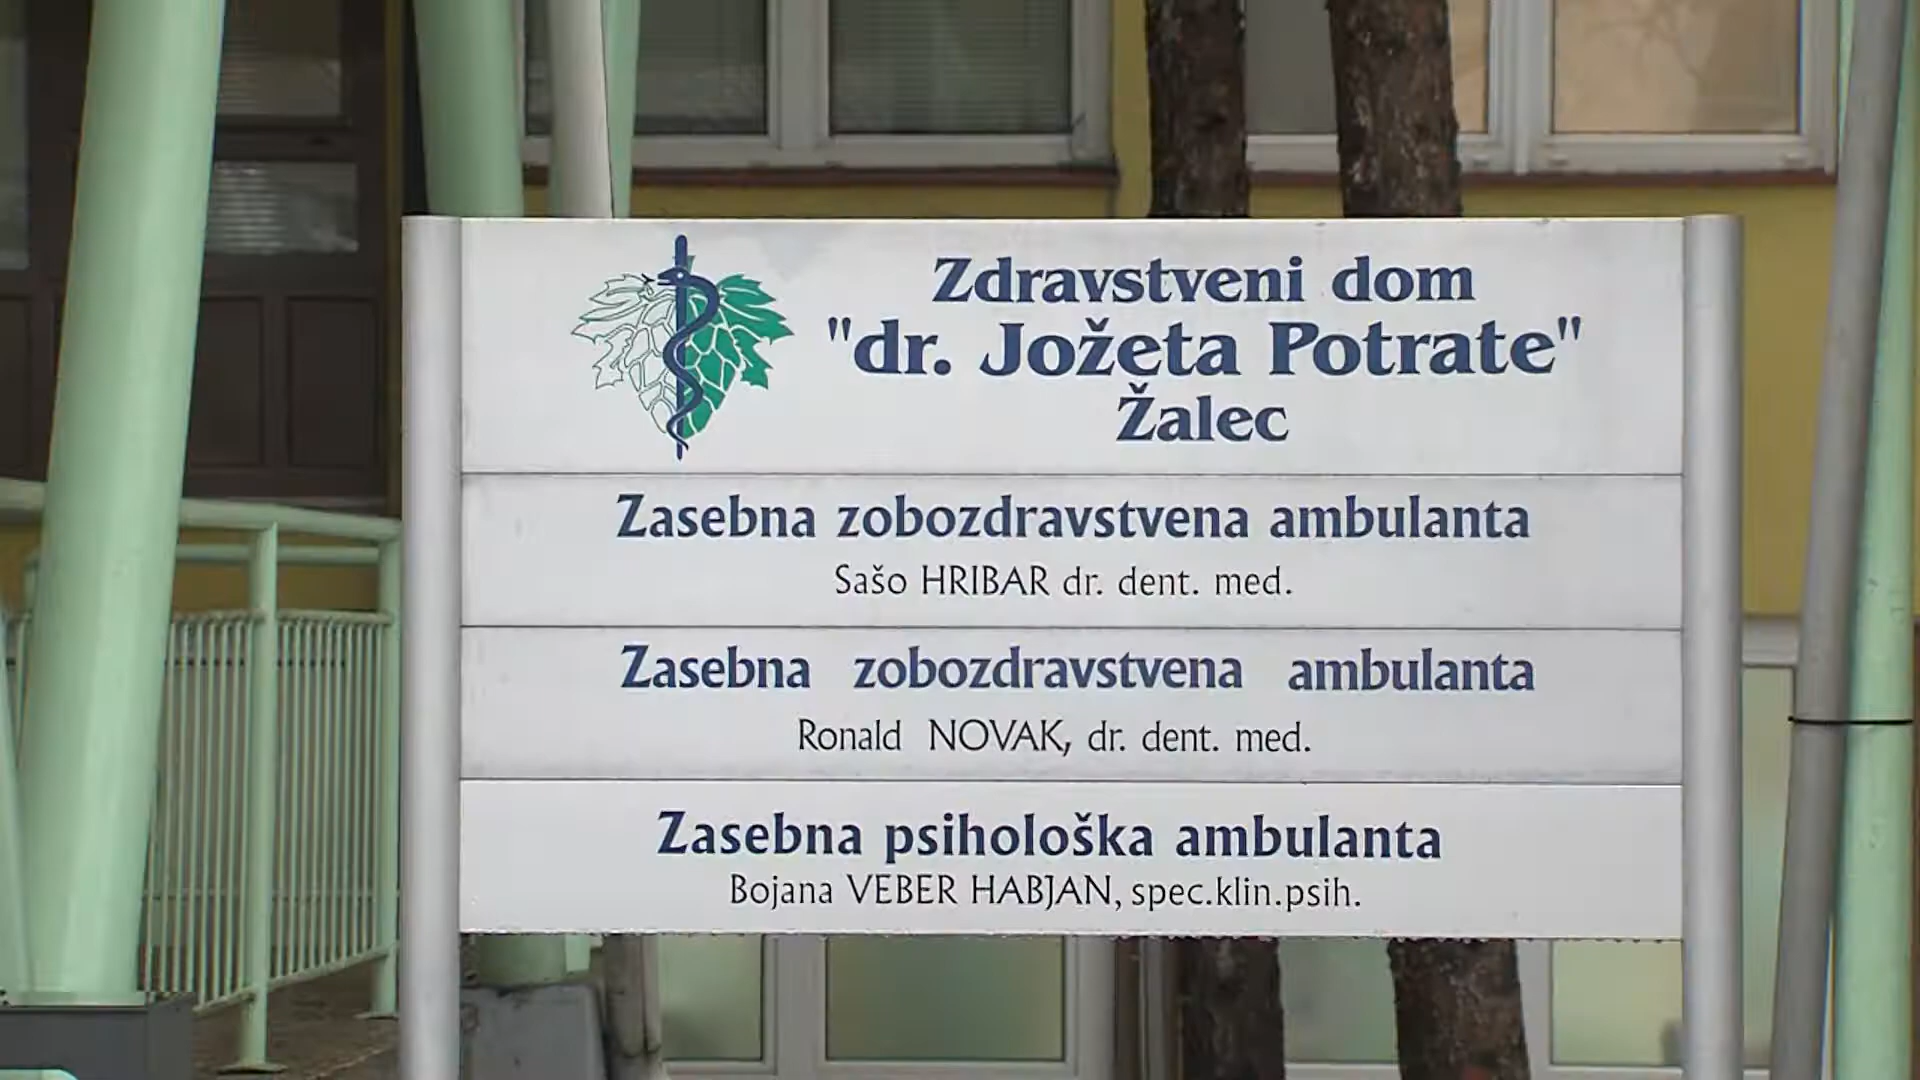 Zdravstveni dom
"dr. Jožeta Potrate"
Žalec
Zasebna zobozdravstvena ambulanta
Sašo HRIBAR dr. dent. med.
Zasebna zobozdravstvena ambulanta
Ronald NOVAK, dr. dent. med.
Zasebna psihološka ambulanta
Bojana VEBER HABJAN, spec.klin.psih.